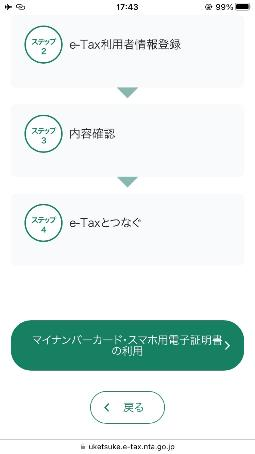 17:43
99%
ステップ
2
e-Tax利用者情報登録
ステップ
3
内容確認
ステップ
4
e-Taxとつなぐ
マイナンバーカード・スマホ用電子証明書
の利用
戻る
uketsuke.e-tax.nta.go.jp